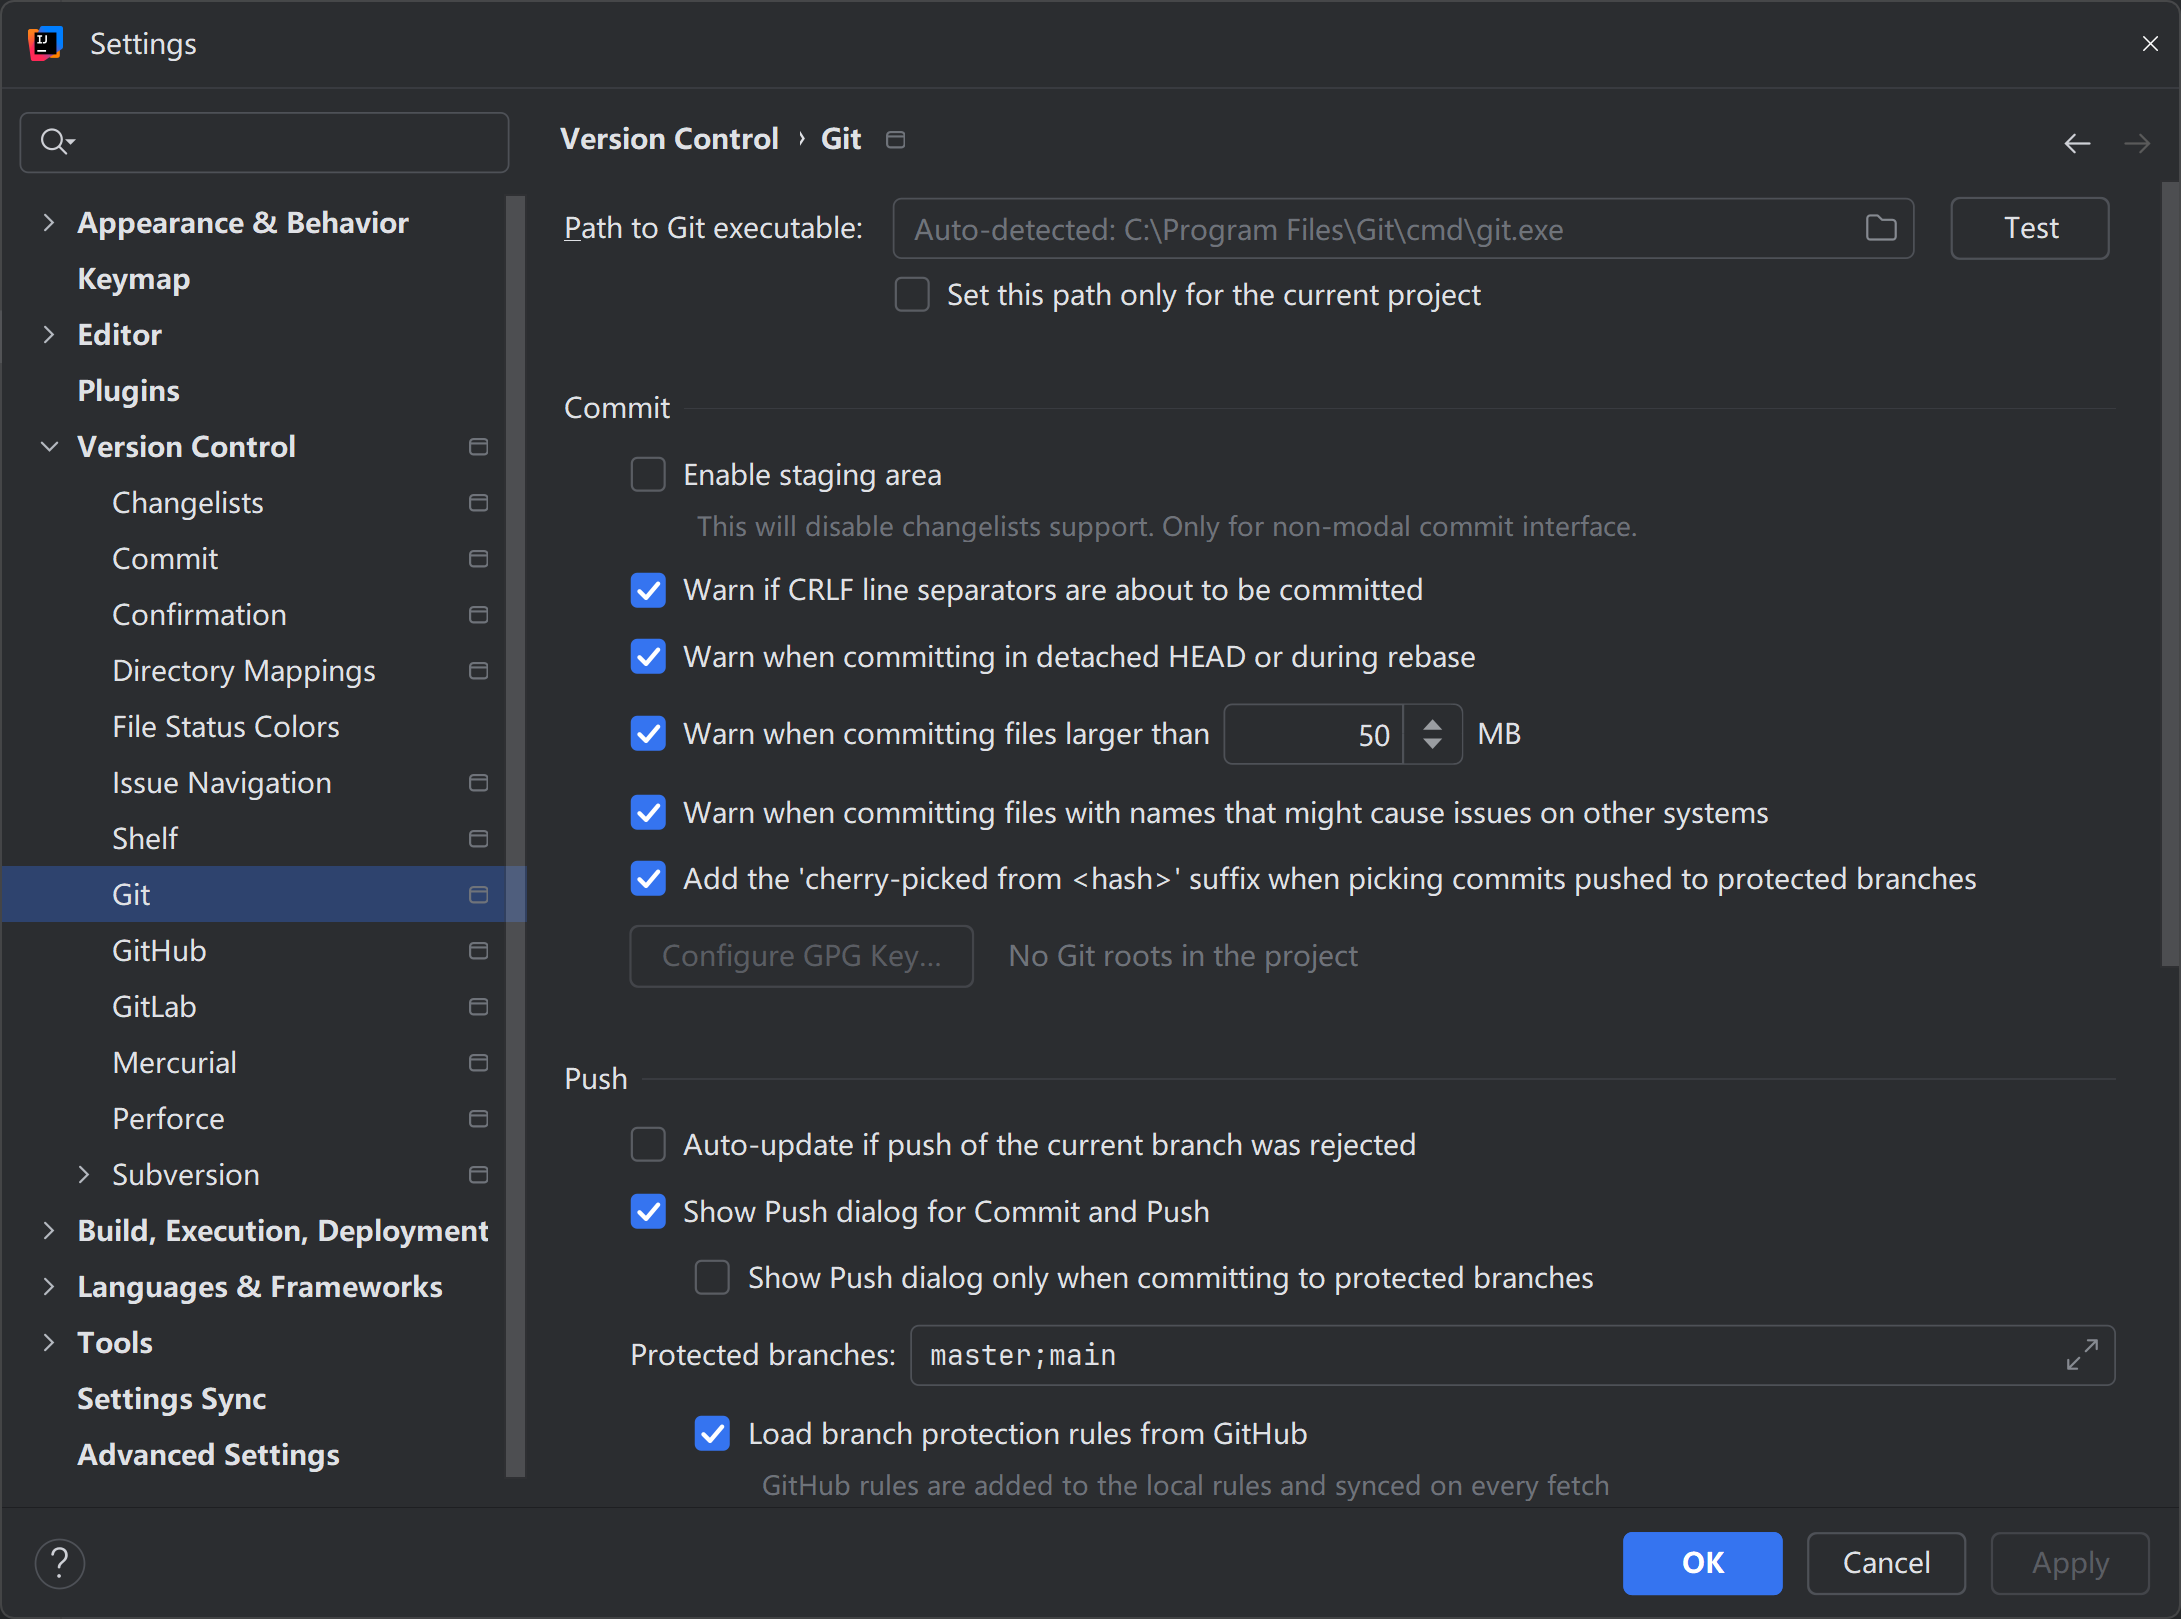 Settings
Version Control › Git
Appearance & Behavior
Keymap
Editor
Plugins
Version Control
Changelists
Commit
Confirmation
Directory Mappings
File Status Colors
Issue Navigation
Shelf
Git
GitHub
GitLab
Mercurial
Perforce
Subversion
Build, Execution, Deployment
Languages & Frameworks
Tools
Settings Sync
Advanced Settings
Path to Git executable: Auto-detected: C:\Program Files\Git\cmd\git.exe Test
Set this path only for the current project
Commit
Enable staging area
This will disable changelists support. Only for non-modal commit interface.
Warn if CRLF line separators are about to be committed
Warn when committing in detached HEAD or during rebase
Warn when committing files larger than 50 MB
Warn when committing files with names that might cause issues on other systems
Add the 'cherry-picked from <hash>' suffix when picking commits pushed to protected branches
Configure GPG Key... No Git roots in the project
Push
Auto-update if push of the current branch was rejected
Show Push dialog for Commit and Push
Show Push dialog only when committing to protected branches
Protected branches: master;main
Load branch protection rules from GitHub
GitHub rules are added to the local rules and synced on every fetch
? OK Cancel Apply